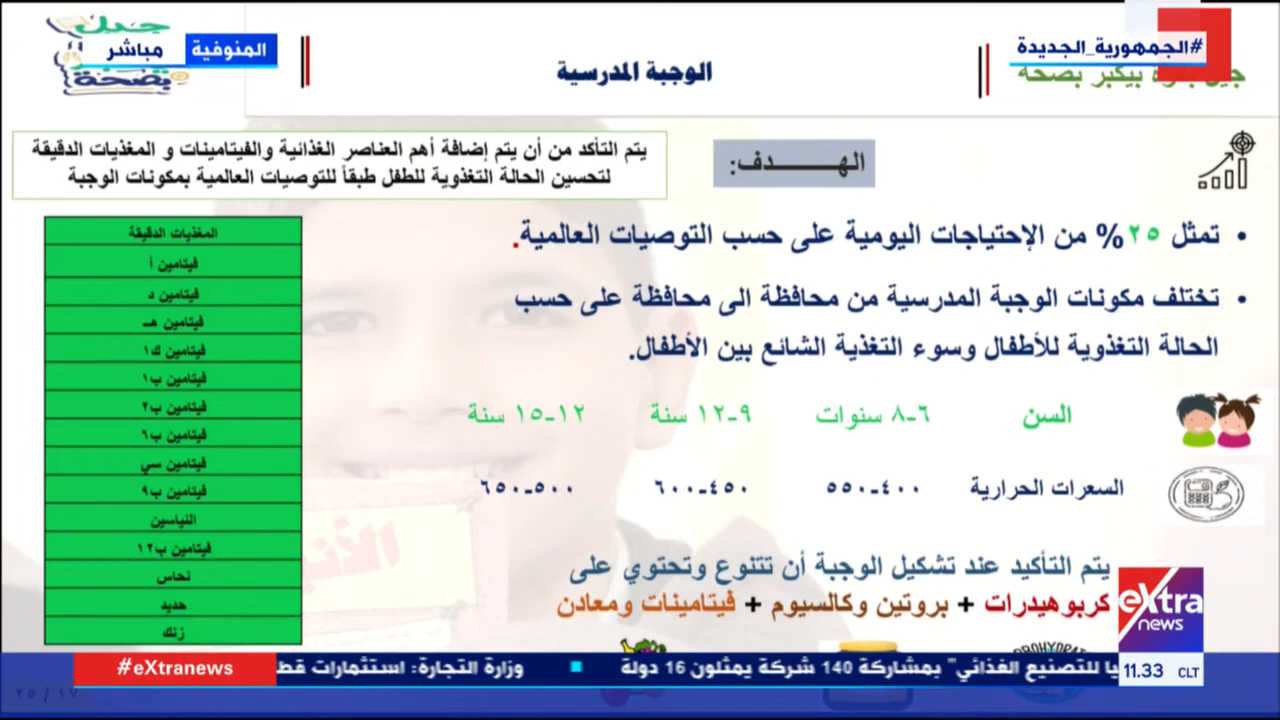 #الجمهورية_الجديدة
بيكبر بصحة
الوجبة المدرسية
المنوفية
مباشر
جيل
بصحة
الهـــــــدف:
يتم التأكد من أن يتم إضافة أهم العناصر الغذائية والفيتامينات و المغذيات الدقيقة
لتحسين الحالة التغذوية للطفل طبقاً للتوصيات العالمية بمكونات الوجبة
• تمثل ٢٥% من الإحتياجات اليومية على حسب التوصيات العالمية.
• تختلف مكونات الوجبة المدرسية من محافظة الى محافظة على حسب
الحالة التغذوية للأطفال وسوء التغذية الشائع بين الأطفال.
السن ٦-٨ سنوات ٩-١٢ سنة ١٢-١٥ سنة
السعرات الحرارية ٤٠٠-٥٥٠ ٤٥٠-٦٠٠ ٥٠٠-٦٥٠
يتم التأكيد عند تشكيل الوجبة أن تتنوع وتحتوي على
كربوهيدرات + بروتين وكالسيوم + فيتامينات ومعادن
المغذيات الدقيقة
فيتامين أ
فيتامين د
فيتامين هـ
فيتامين ك١
فيتامين ب١
فيتامين ب٢
فيتامين ب٦
فيتامين سي
فيتامين ب٩
النياسين
فيتامين ب١٢
نحاس
حديد
زنك
eXtra
news
11.33 CLT
للتصنيع الغذائي" بمشاركة 140 شركة يمثلون 16 دولة ■ وزارة التجارة: استثمارات
#eXtranews
٢٥ / ١٧